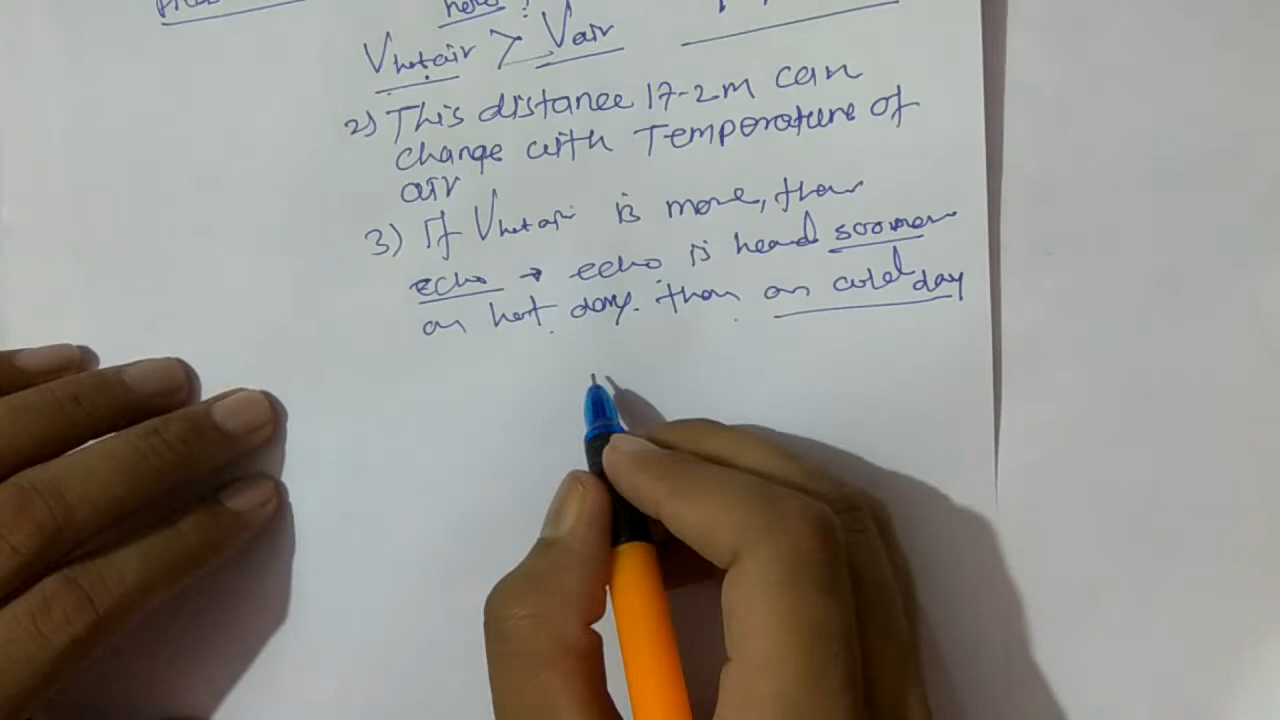 here?
Vhotair > Vair
2) This distance 17-2m can
change with Temperature of
air
3) If Vhotair is more, then
echo → echo is heard sooner
on hot day. than on cold day